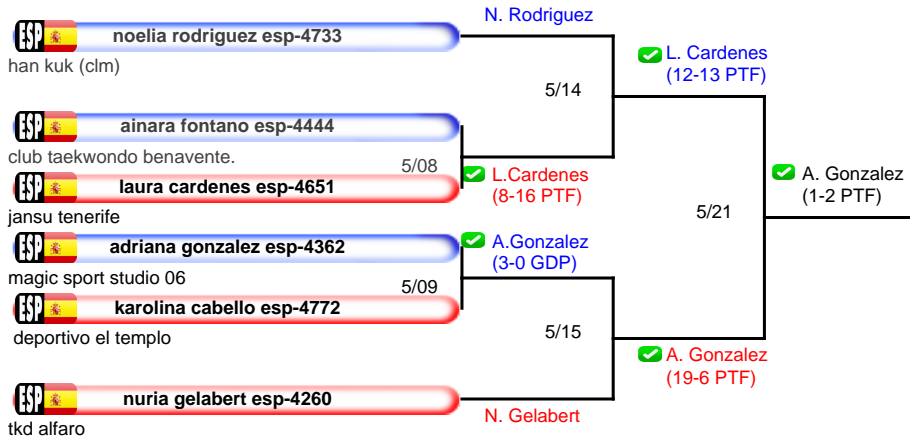 N. Rodriguez
ESP noelia rodriguez esp-4733
han kuk (clm)
L. Cardenes
(12-13 PTF)
5/14
ESP ainara fontano esp-4444
club taekwondo benavente.
5/08
L.Cardenes
(8-16 PTF)
ESP laura cardenes esp-4651
jansu tenerife
A. Gonzalez
(1-2 PTF)
5/21
ESP adriana gonzalez esp-4362
magic sport studio 06
A.Gonzalez
(3-0 GDP)
5/09
ESP karolina cabello esp-4772
deportivo el templo
5/15
A. Gonzalez
(19-6 PTF)
ESP nuria gelabert esp-4260
tkd alfaro
N. Gelabert